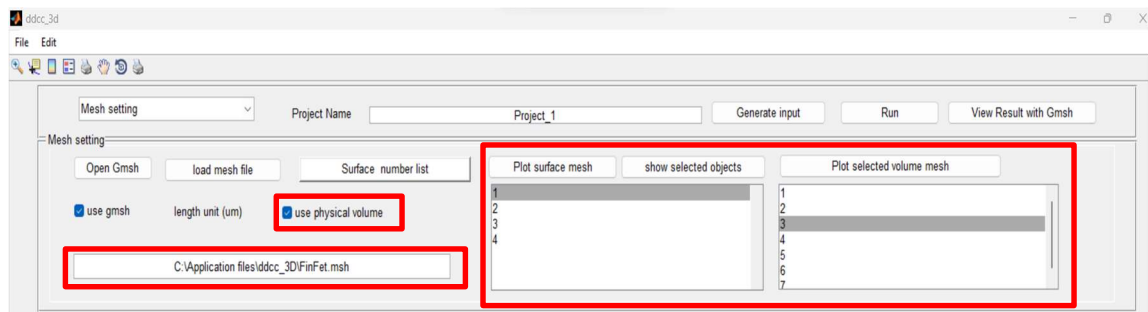 ddcc_3d
File Edit
Mesh setting Project Name Project_1 Generate input Run View Result with Gmsh
Mesh setting
Open Gmsh load mesh file Surface number list Plot surface mesh show selected objects Plot selected volume mesh
use gmsh length unit (um) use physical volume
C:\Application files\ddcc_3D\FinFet.msh
1
2
3
4
1
2
3
4
5
6
7